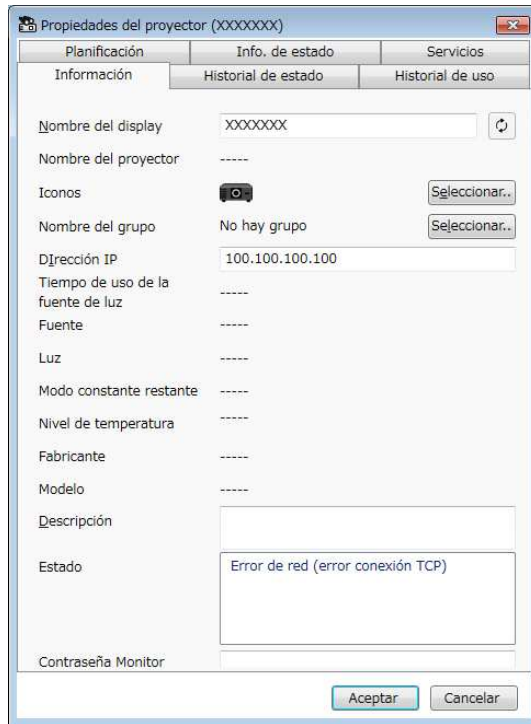 Propiedades del proyector (XXXXXXX)
Planificación Info. de estado Servicios
Información Historial de estado Historial de uso
Nombre del display XXXXXXX
Nombre del proyector -----
Iconos Seleccionar..
Nombre del grupo No hay grupo Seleccionar..
DIrección IP 100.100.100.100
Tiempo de uso de la
fuente de luz -----
Fuente -----
Luz -----
Modo constante restante -----
Nivel de temperatura -----
Fabricante -----
Modelo -----
Descripción
Estado Error de red (error conexión TCP)
Contraseña Monitor
Aceptar Cancelar